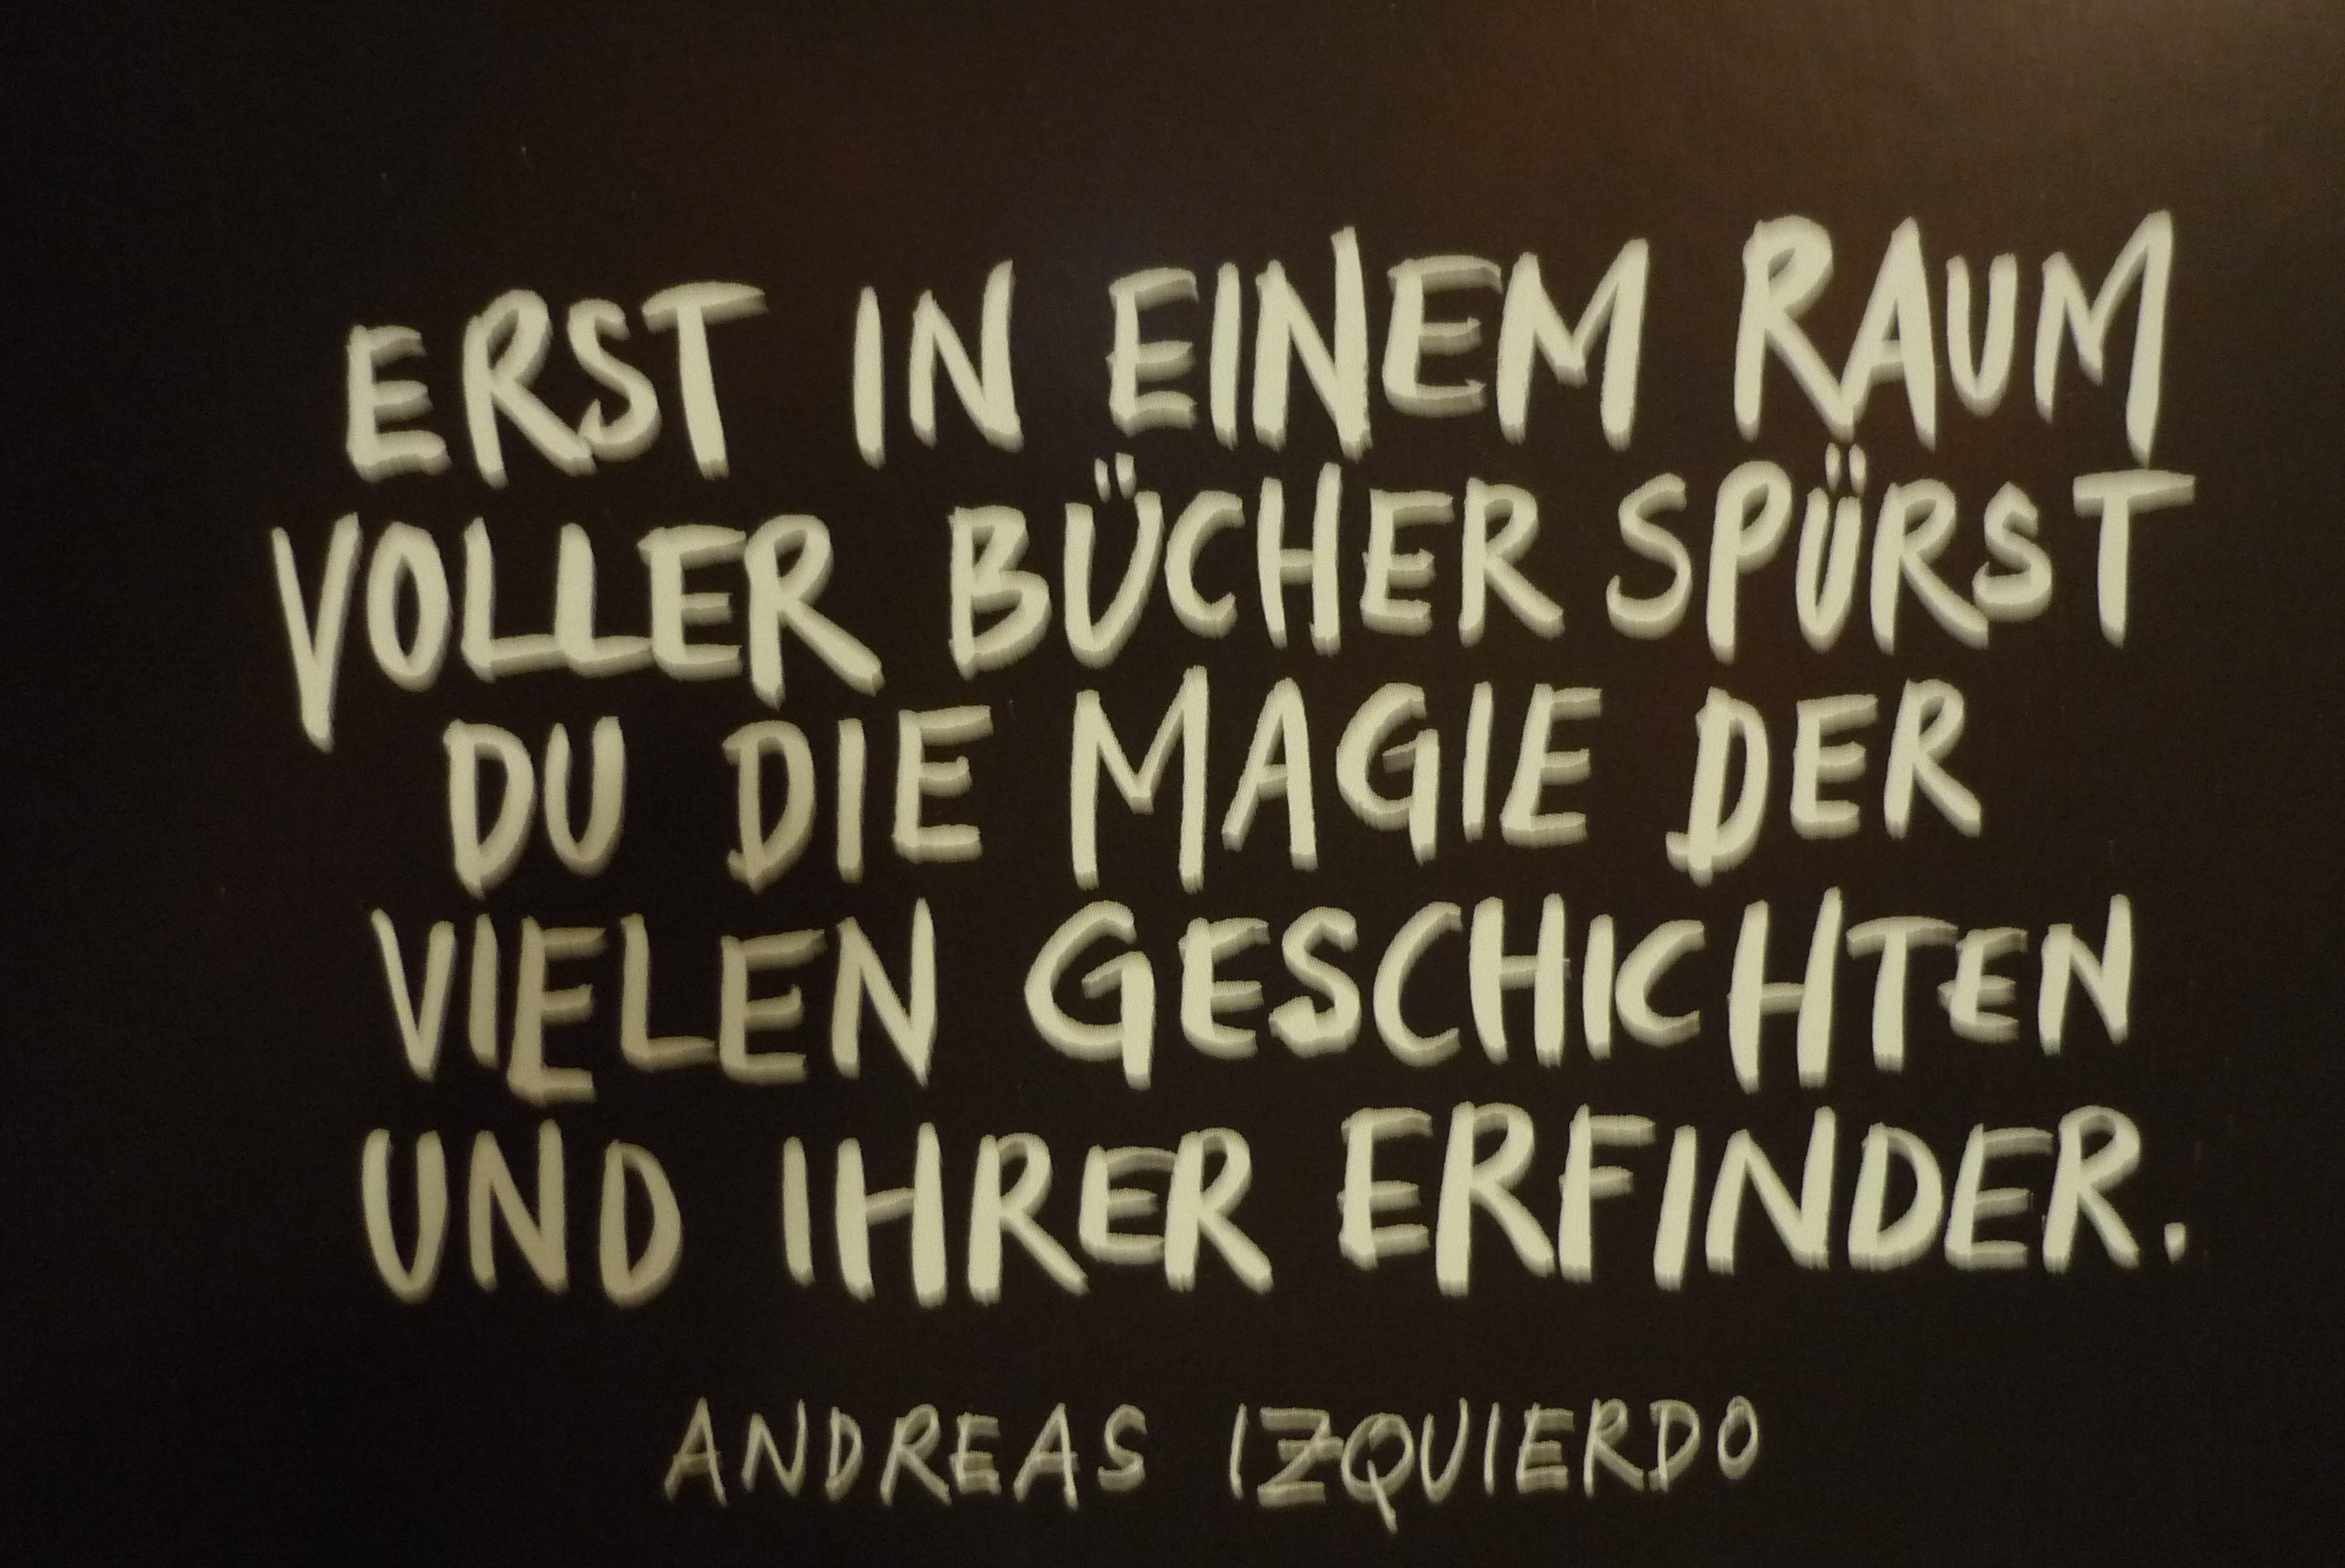 ERST IN EINEM RAUM
VOLLER BÜCHER SPÜRST
DU DIE MAGIE DER
VIELEN GESCHICHTEN
UND IHRER ERFINDER.
ANDREAS IZQUIERDO